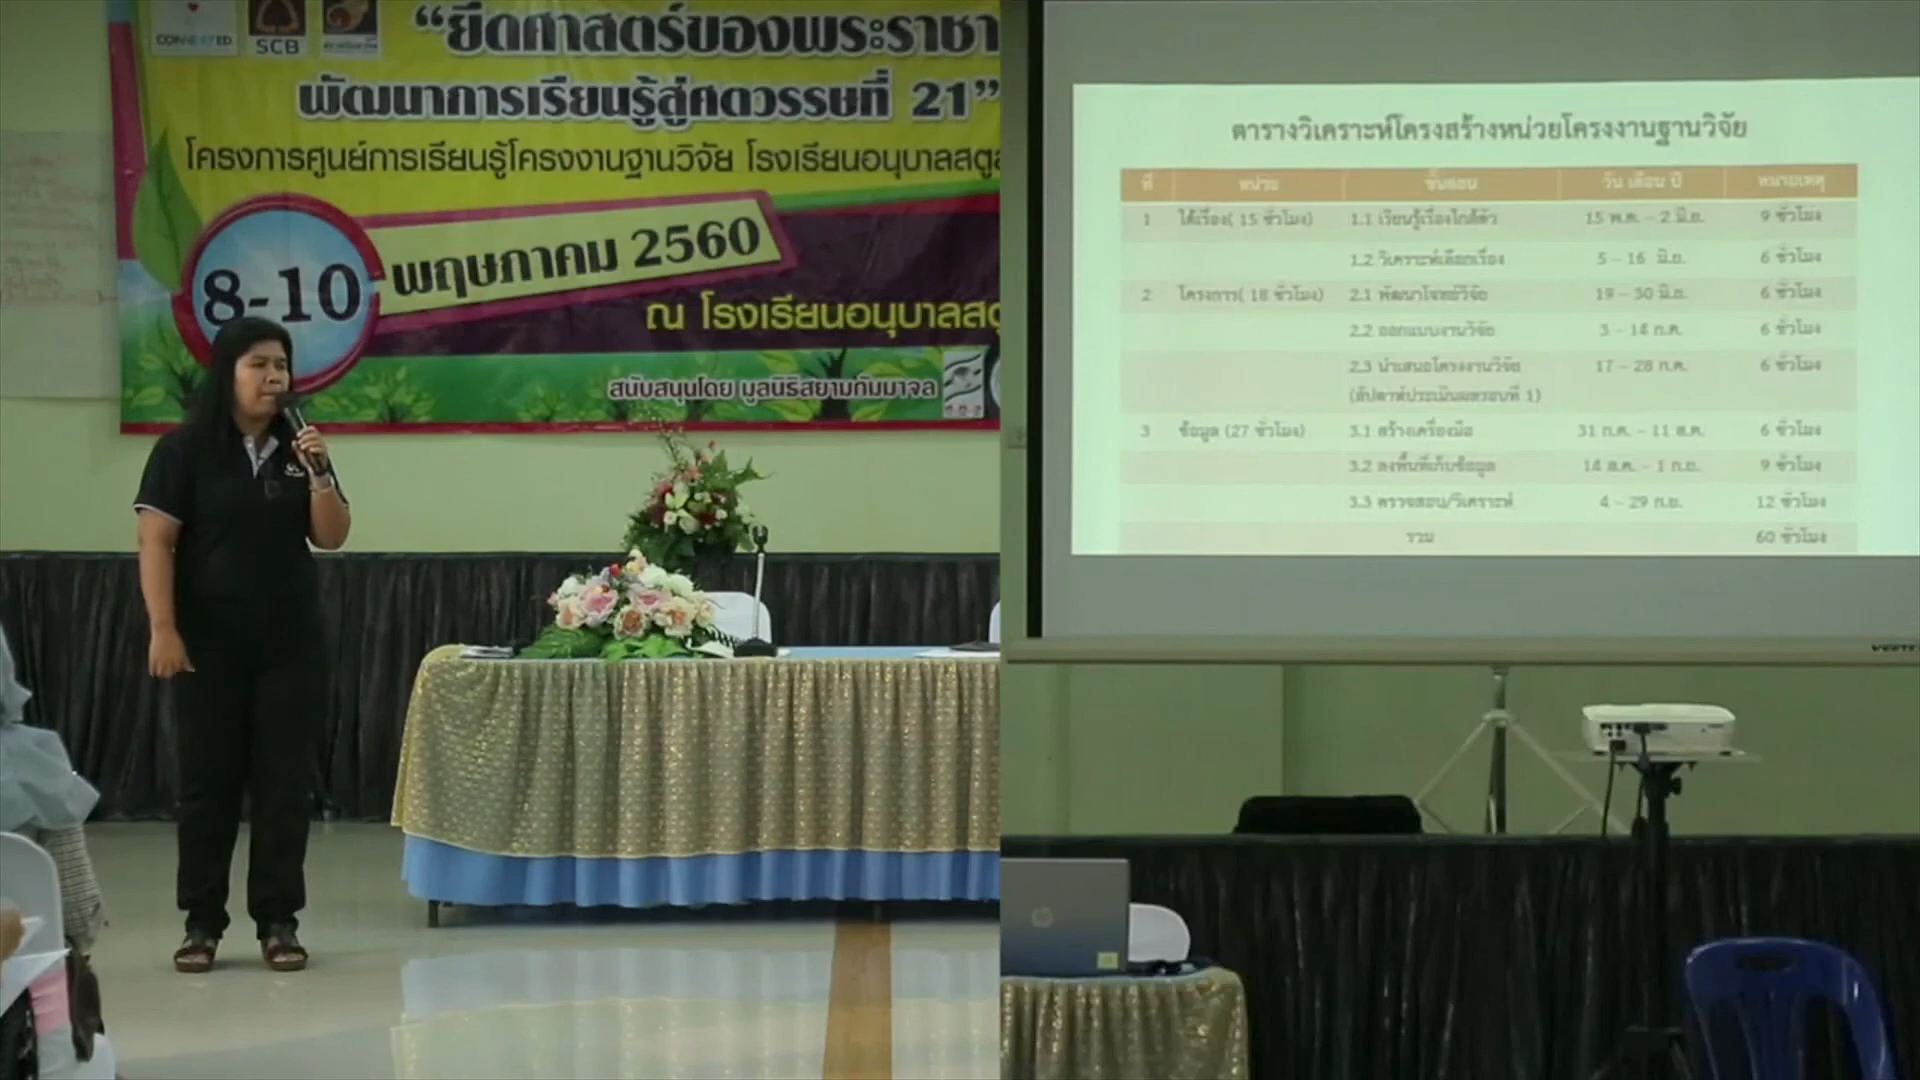 CONNEXT ED
SCB
“ยึดศาสตร์ของพระราชา
พัฒนาการเรียนรู้สู่ศตวรรษที่ 21”
โครงการศูนย์การเรียนรู้โครงงานฐานวิจัย โรงเรียนอนุบาลสตูล
8-10 พฤษภาคม 2560
ณ โรงเรียนอนุบาลสตู
สนับสนุนโดย มูลนิธิสยามกัมมาจล
ตารางวิเคราะห์โครงสร้างหน่วยโครงงานฐานวิจัย
ที่ หน่วย ขั้นตอน วัน เดือน ปี หมายเหตุ
1 ได้เรื่อง( 15 ชั่วโมง) 1.1 เรียนรู้เรื่องใกล้ตัว 15 พ.ค. – 2 มิ.ย. 9 ชั่วโมง
1.2 วิเคราะห์เลือกเรื่อง 5 – 16 มิ.ย. 6 ชั่วโมง
2 โครงการ( 18 ชั่วโมง) 2.1 พัฒนาโจทย์วิจัย 19 – 30 มิ.ย. 6 ชั่วโมง
2.2 ออกแบบงานวิจัย 3 – 14 ก.ค. 6 ชั่วโมง
2.3 นำเสนอโครงงานวิจัย 17 – 28 ก.ค. 6 ชั่วโมง
(สัปดาห์ประเมินผลรอบที่ 1)
3 ข้อมูล (27 ชั่วโมง) 3.1 สร้างเครื่องมือ 31 ก.ค. – 11 ส.ค. 6 ชั่วโมง
3.2 ลงพื้นที่เก็บข้อมูล 14 ส.ค. – 1 ก.ย. 9 ชั่วโมง
3.3 ตรวจสอบ/วิเคราะห์ 4 – 29 ก.ย. 12 ชั่วโมง
รวม 60 ชั่วโมง
hp